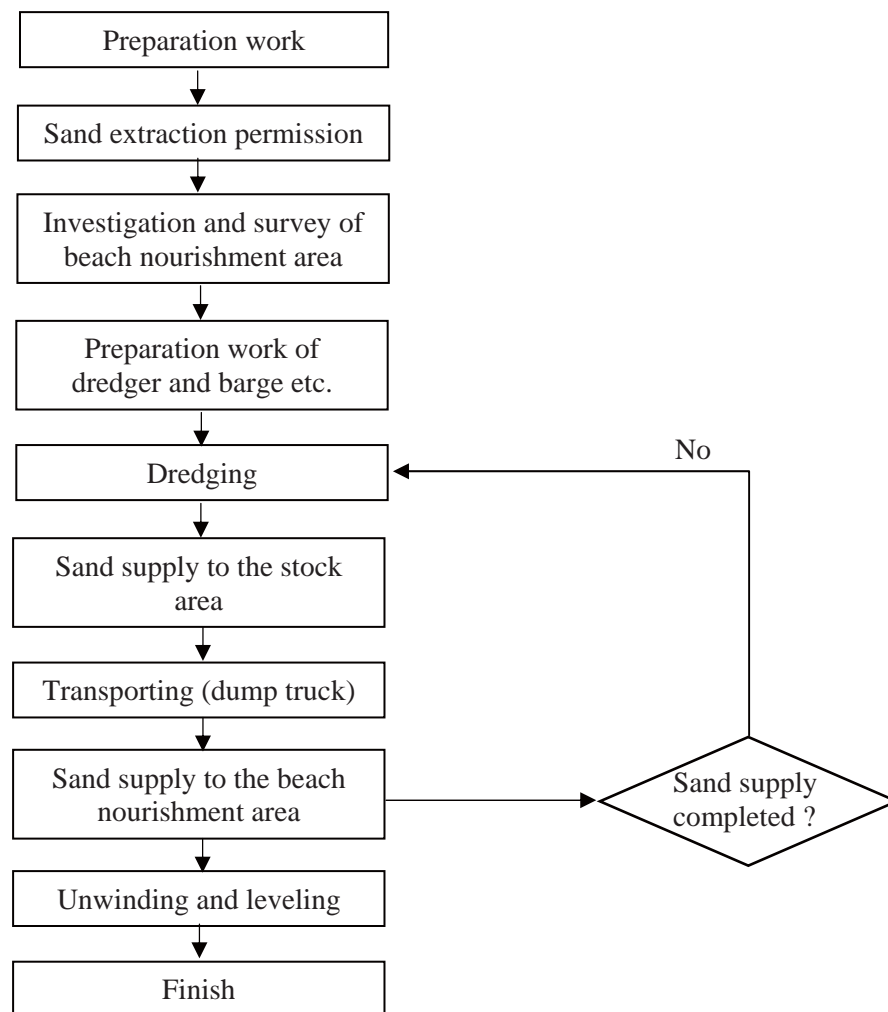 Preparation work
Sand extraction permission
Investigation and survey of
beach nourishment area
Preparation work of
dredger and barge etc.
No
Dredging
Sand supply to the stock
area
Transporting (dump truck)
Sand supply to the beach
nourishment area
Sand supply
completed ?
Unwinding and leveling
Finish